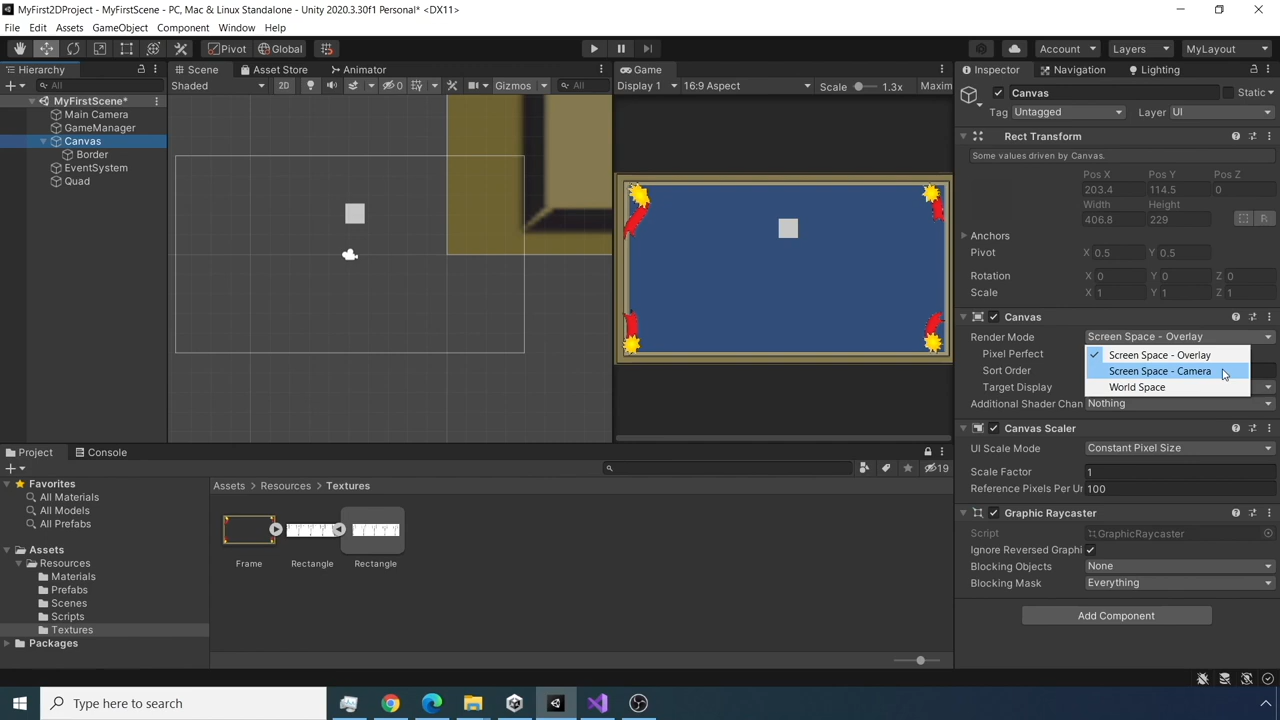 MyFirst2DProject - MyFirstScene - PC, Mac & Linux Standalone - Unity 2020.3.30f1 Personal* <DX11>
File Edit Assets GameObject Component Window Help
Pivot Global Account Layers MyLayout
Hierarchy
All
MyFirstScene*
Main Camera
GameManager
Canvas
Border
EventSystem
Quad
Scene Asset Store Animator
Shaded 2D 0 Gizmos All
Game
Display 1 16:9 Aspect Scale 1.3x Maxim
Inspector Navigation Lighting
Canvas Static
Tag Untagged Layer UI
Rect Transform
Some values driven by Canvas.
Pos X Pos Y Pos Z
203.4 114.5 0
Width Height
406.8 229
R
Anchors
Pivot X 0.5 Y 0.5
Rotation X 0 Y 0 Z 0
Scale X 1 Y 1 Z 1
Canvas
Render Mode Screen Space - Overlay
Pixel Perfect Screen Space - Overlay
Sort Order Screen Space - Camera
Target Display World Space
Additional Shader Chan Nothing
Canvas Scaler
UI Scale Mode Constant Pixel Size
Scale Factor 1
Reference Pixels Per Ur 100
Graphic Raycaster
Script GraphicRaycaster
Ignore Reversed Graphi
Blocking Objects None
Blocking Mask Everything
Add Component
Project Console
19
Favorites
All Materials
All Models
All Prefabs
Assets
Resources
Materials
Prefabs
Scenes
Scripts
Textures
Packages
Assets Resources Textures
Frame Rectangle Rectangle
Type here to search